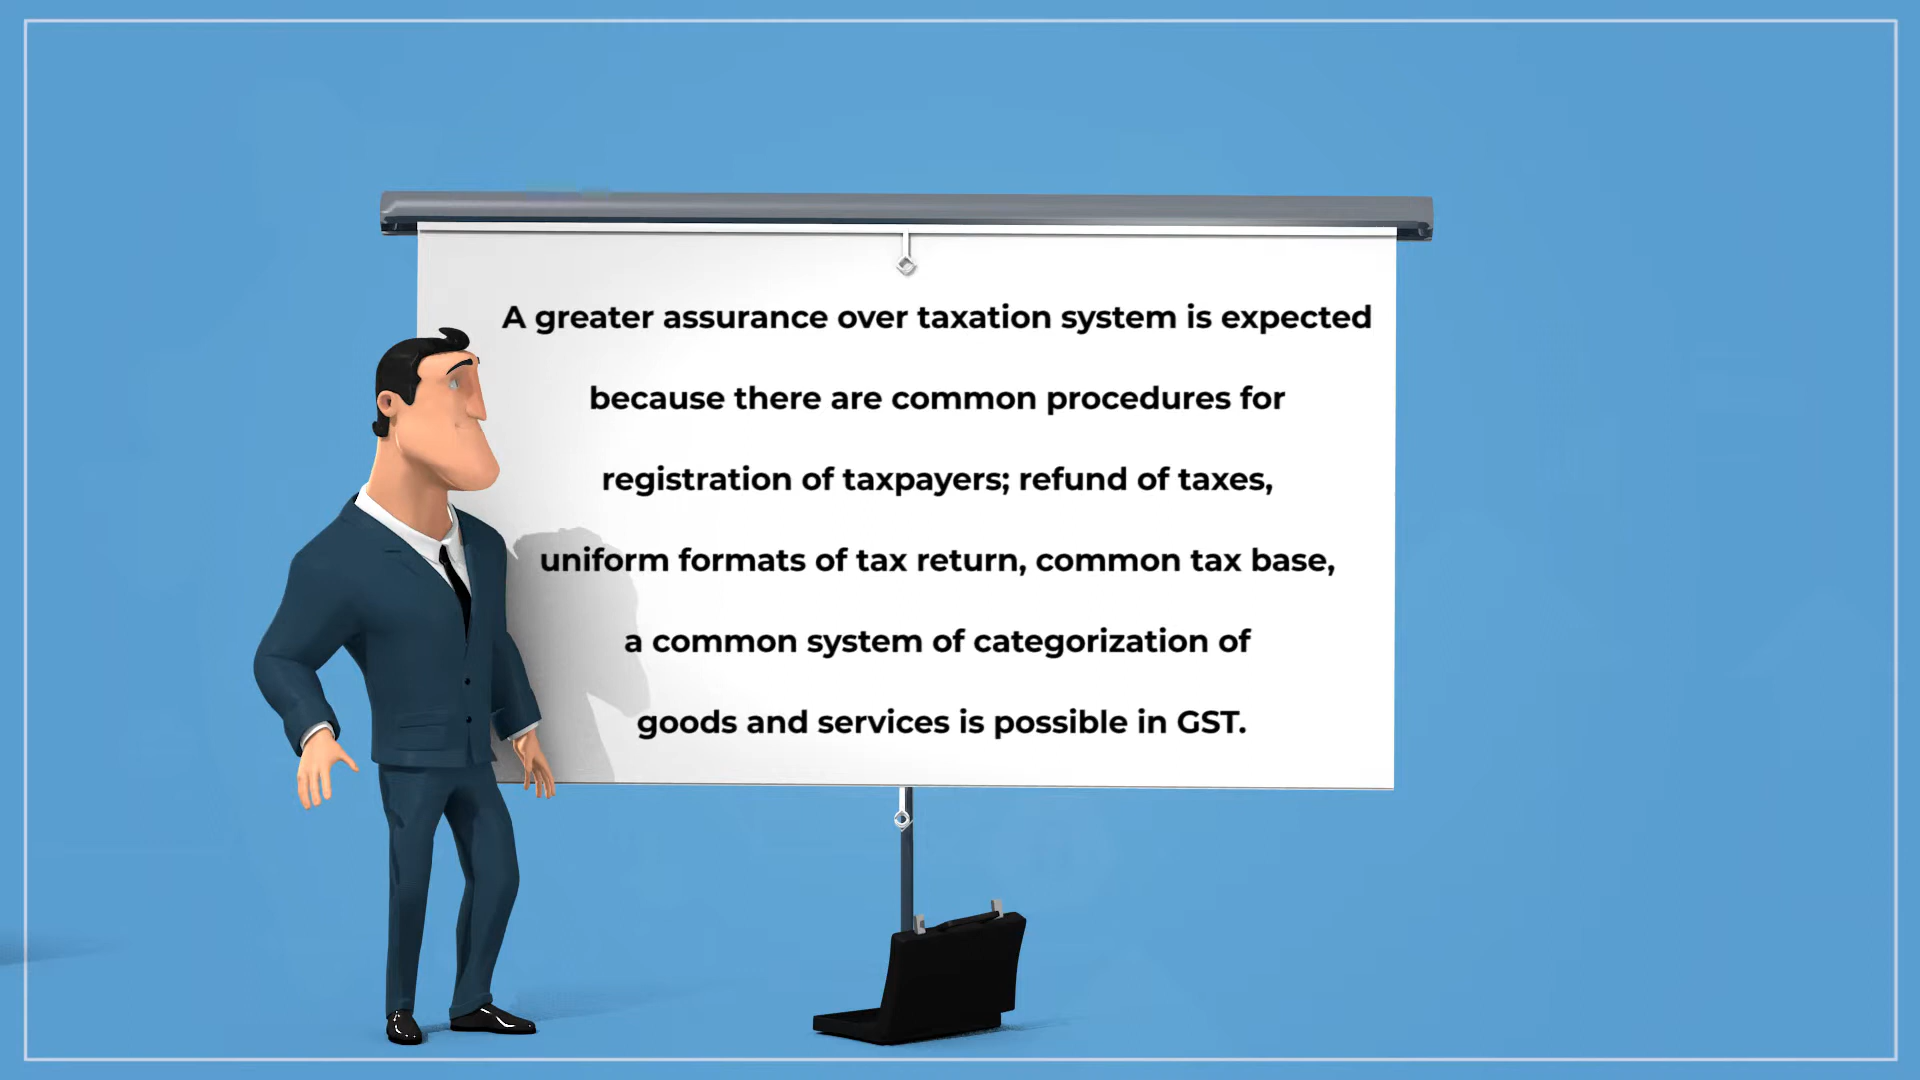 A greater assurance over taxation system is expected
because there are common procedures for
registration of taxpayers; refund of taxes,
uniform formats of tax return, common tax base,
a common system of categorization of
goods and services is possible in GST.